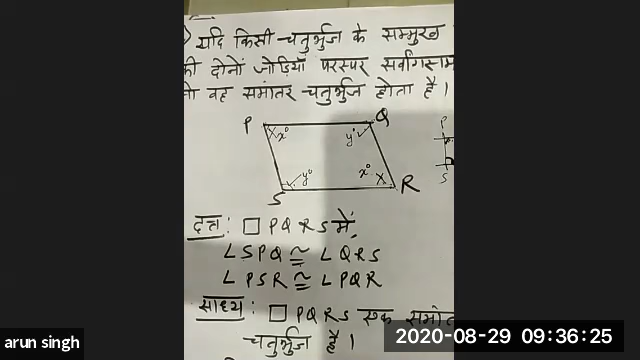 यदि किसी चतुर्भुज के सम्मुख
की दोनों जोड़ियाँ परस्पर सर्वांगसम
तो वह समांतर चतुर्भुज होता है।
P Q P
x° y°
y° x°
S R S
दत्त : □ PQRS में,
∠SPQ ≅ ∠QRS
∠PSR ≅ ∠PQR
साध्य : □ PQRS एक समांत
चतुर्भुज है।
arun singh
2020-08-29 09:36:25